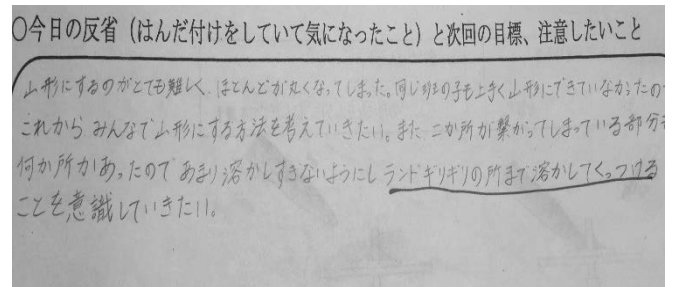 ○今日の反省（はんだ付けをしていて気になったこと）と次回の目標、注意したいこと
山形にするのがとても難しく、ほとんどが丸くなってしまった。同じ班の子も上手く山形にできていなかったの
これから みんなで山形にする方法を考えていきたい。また 二か所が繋がってしまっている部分
何か所かあったので あまり溶かしすぎないようにし ランドギリギリの所まで溶かしてくっつける
ことを意識していきたい。